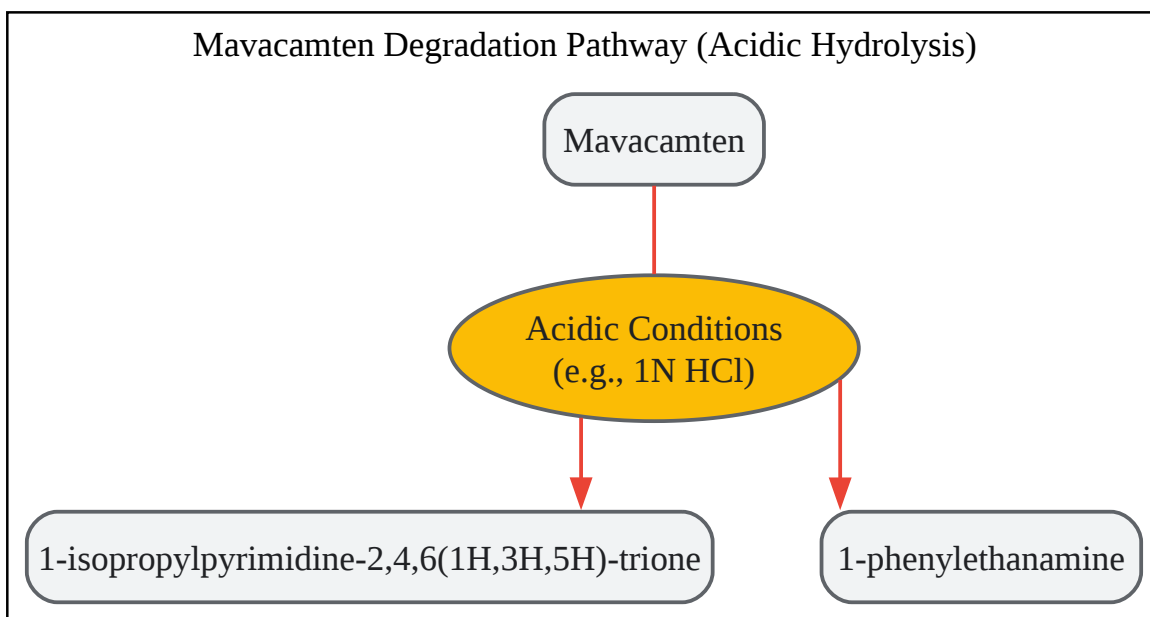 Mavacamten Degradation Pathway (Acidic Hydrolysis)
Mavacamten
Acidic Conditions
(e.g., 1N HCl)
1-isopropylpyrimidine-2,4,6(1H,3H,5H)-trione
1-phenylethanamine